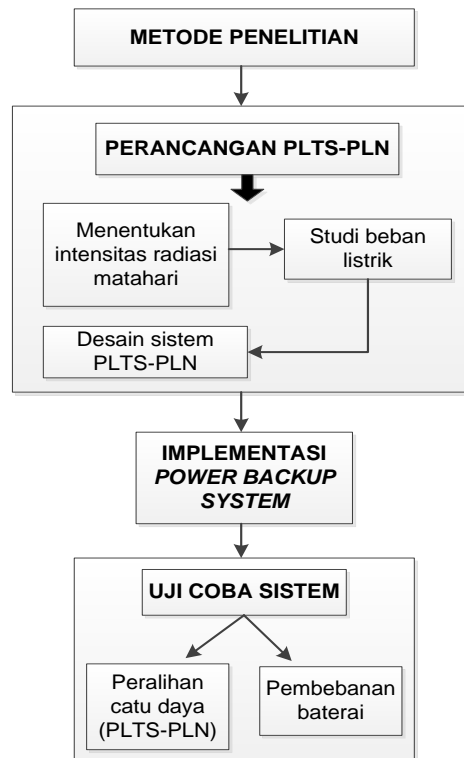 METODE PENELITIAN
PERANCANGAN PLTS-PLN
Menentukan
intensitas radiasi
matahari
Studi beban
listrik
Desain sistem
PLTS-PLN
IMPLEMENTASI
POWER BACKUP
SYSTEM
UJI COBA SISTEM
Peralihan
catu daya
(PLTS-PLN)
Pembebanan
baterai